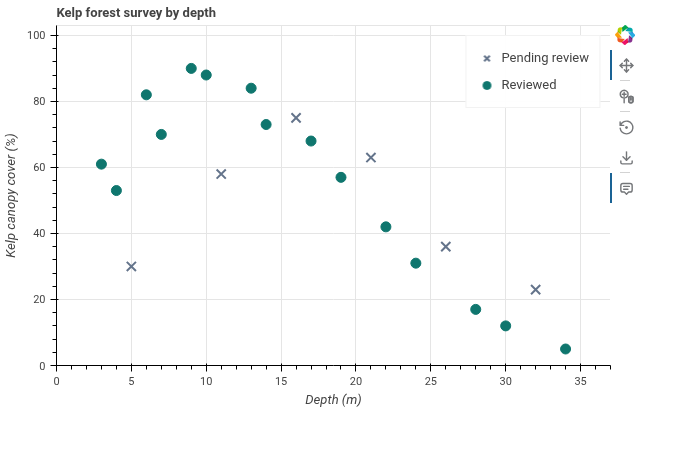 Kelp forest survey by depth
Kelp canopy cover (%)
100
80
60
40
20
0
0 5 10 15 20 25 30 35
Depth (m)
Pending review
Reviewed